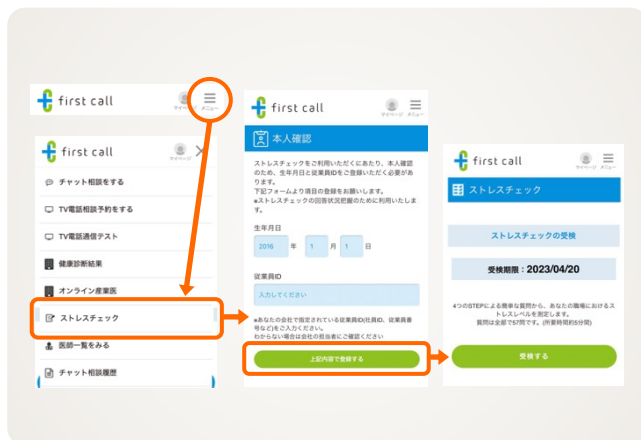 first call
マイページ メニュー
first call
マイページ
チャット相談をする
TV電話相談予約をする
TV電話通信テスト
健康診断結果
オンライン産業医
ストレスチェック
医師一覧をみる
チャット相談履歴
first call
マイページ メニュー
本人確認
ストレスチェックをご利用いただくにあたり、本人確認
のため、生年月日と従業員IDをご登録いただく必要があ
ります。
下記フォームより項目の登録をお願いします。
※ストレスチェックの回答状況把握のために利用いたしま
す。
生年月日
2016 年 1 月 1 日
従業員ID
入力してください
※あなたの会社で指定されている従業員ID(社員ID、従業員番
号など)をご入力ください。
わからない場合は会社の担当者にご確認ください
上記内容で登録する
first call
マイページ メニュー
ストレスチェック
ストレスチェックの受検
受検期限：2023/04/20
4つのSTEPによる簡単な質問から、あなたの職場におけるス
トレスレベルを測定します。
質問は全部で57問です。(所要時間約5分間)
受検する